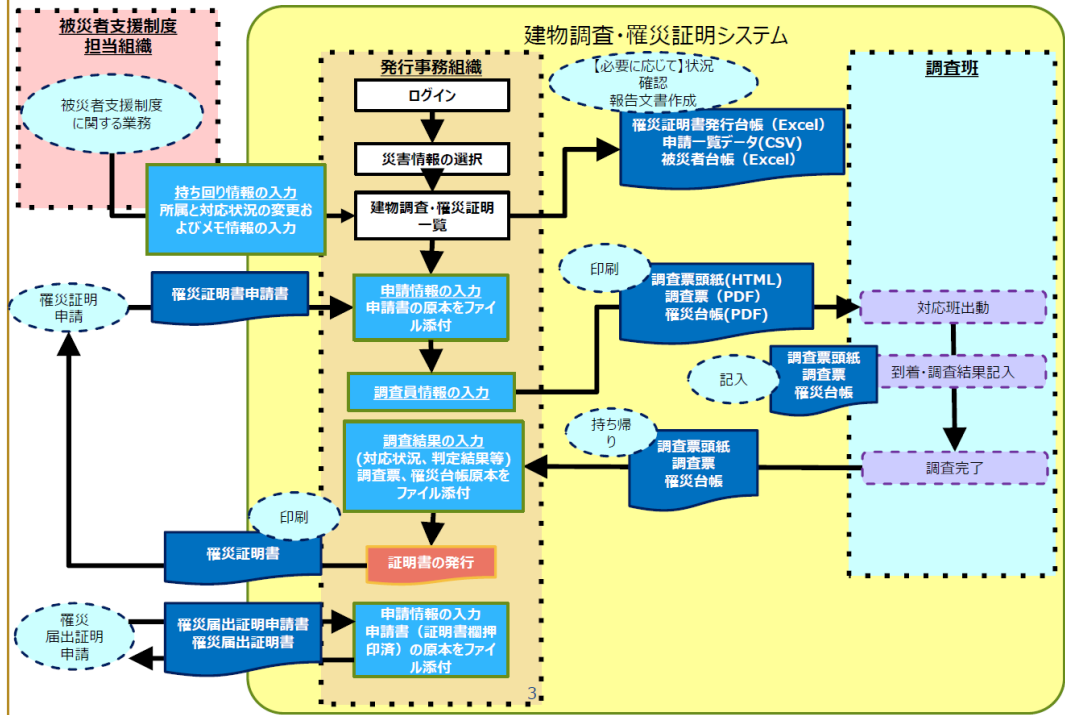 建物調査・罹災証明システム
被災者支援制度
担当組織
被災者支援制度
に関する業務
発行事務組織
ログイン
災害情報の選択
建物調査・罹災証明
一覧
【必要に応じて】状況
確認
報告文書作成
罹災証明書発行台帳（Excel）
申請一覧データ(CSV)
被災者台帳（Excel）
調査班
持ち回り情報の入力
所属と対応状況の変更お
よびメモ情報の入力
罹災証明
申請
罹災証明書申請書
申請情報の入力
申請書の原本をファイ
ル添付
印刷
調査票頭紙(HTML)
調査票（PDF）
罹災台帳(PDF)
対応班出動
調査員情報の入力
記入
調査票頭紙
調査票
罹災台帳
到着・調査結果記入
調査結果の入力
(対応状況、判定結果等)
調査票、罹災台帳原本を
ファイル添付
持ち帰
り
調査票頭紙
調査票
罹災台帳
調査完了
印刷
罹災証明書
証明書の発行
罹災
届出証明
申請
罹災届出証明申請書
罹災届出証明書
申請情報の入力
申請書（証明書欄押
印済）の原本をファイ
ル添付
3